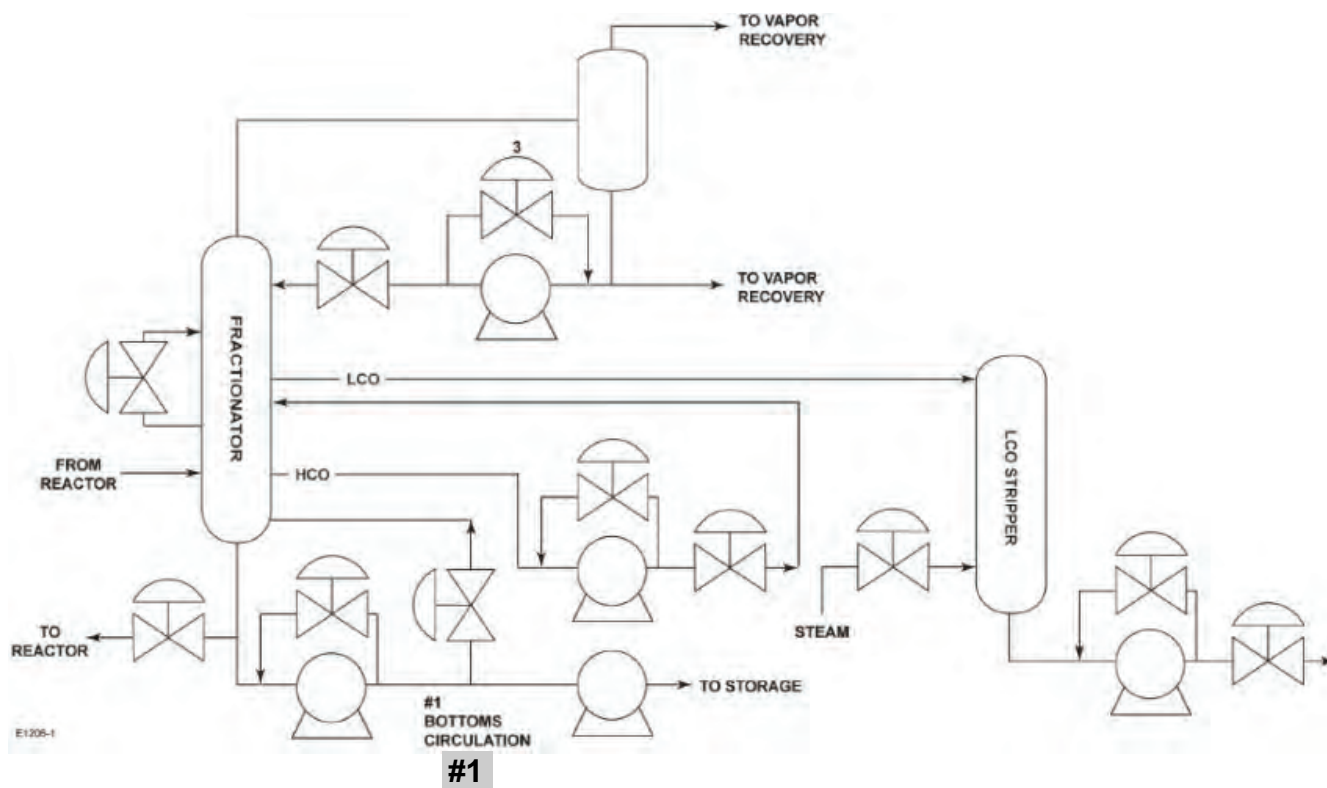 TO VAPOR
RECOVERY
3
TO VAPOR
RECOVERY
FRACTIONATOR
LCO
FROM
REACTOR
HCO
LCO STRIPPER
STEAM
TO
REACTOR
TO STORAGE
#1
BOTTOMS
CIRCULATION
E1206-1
#1